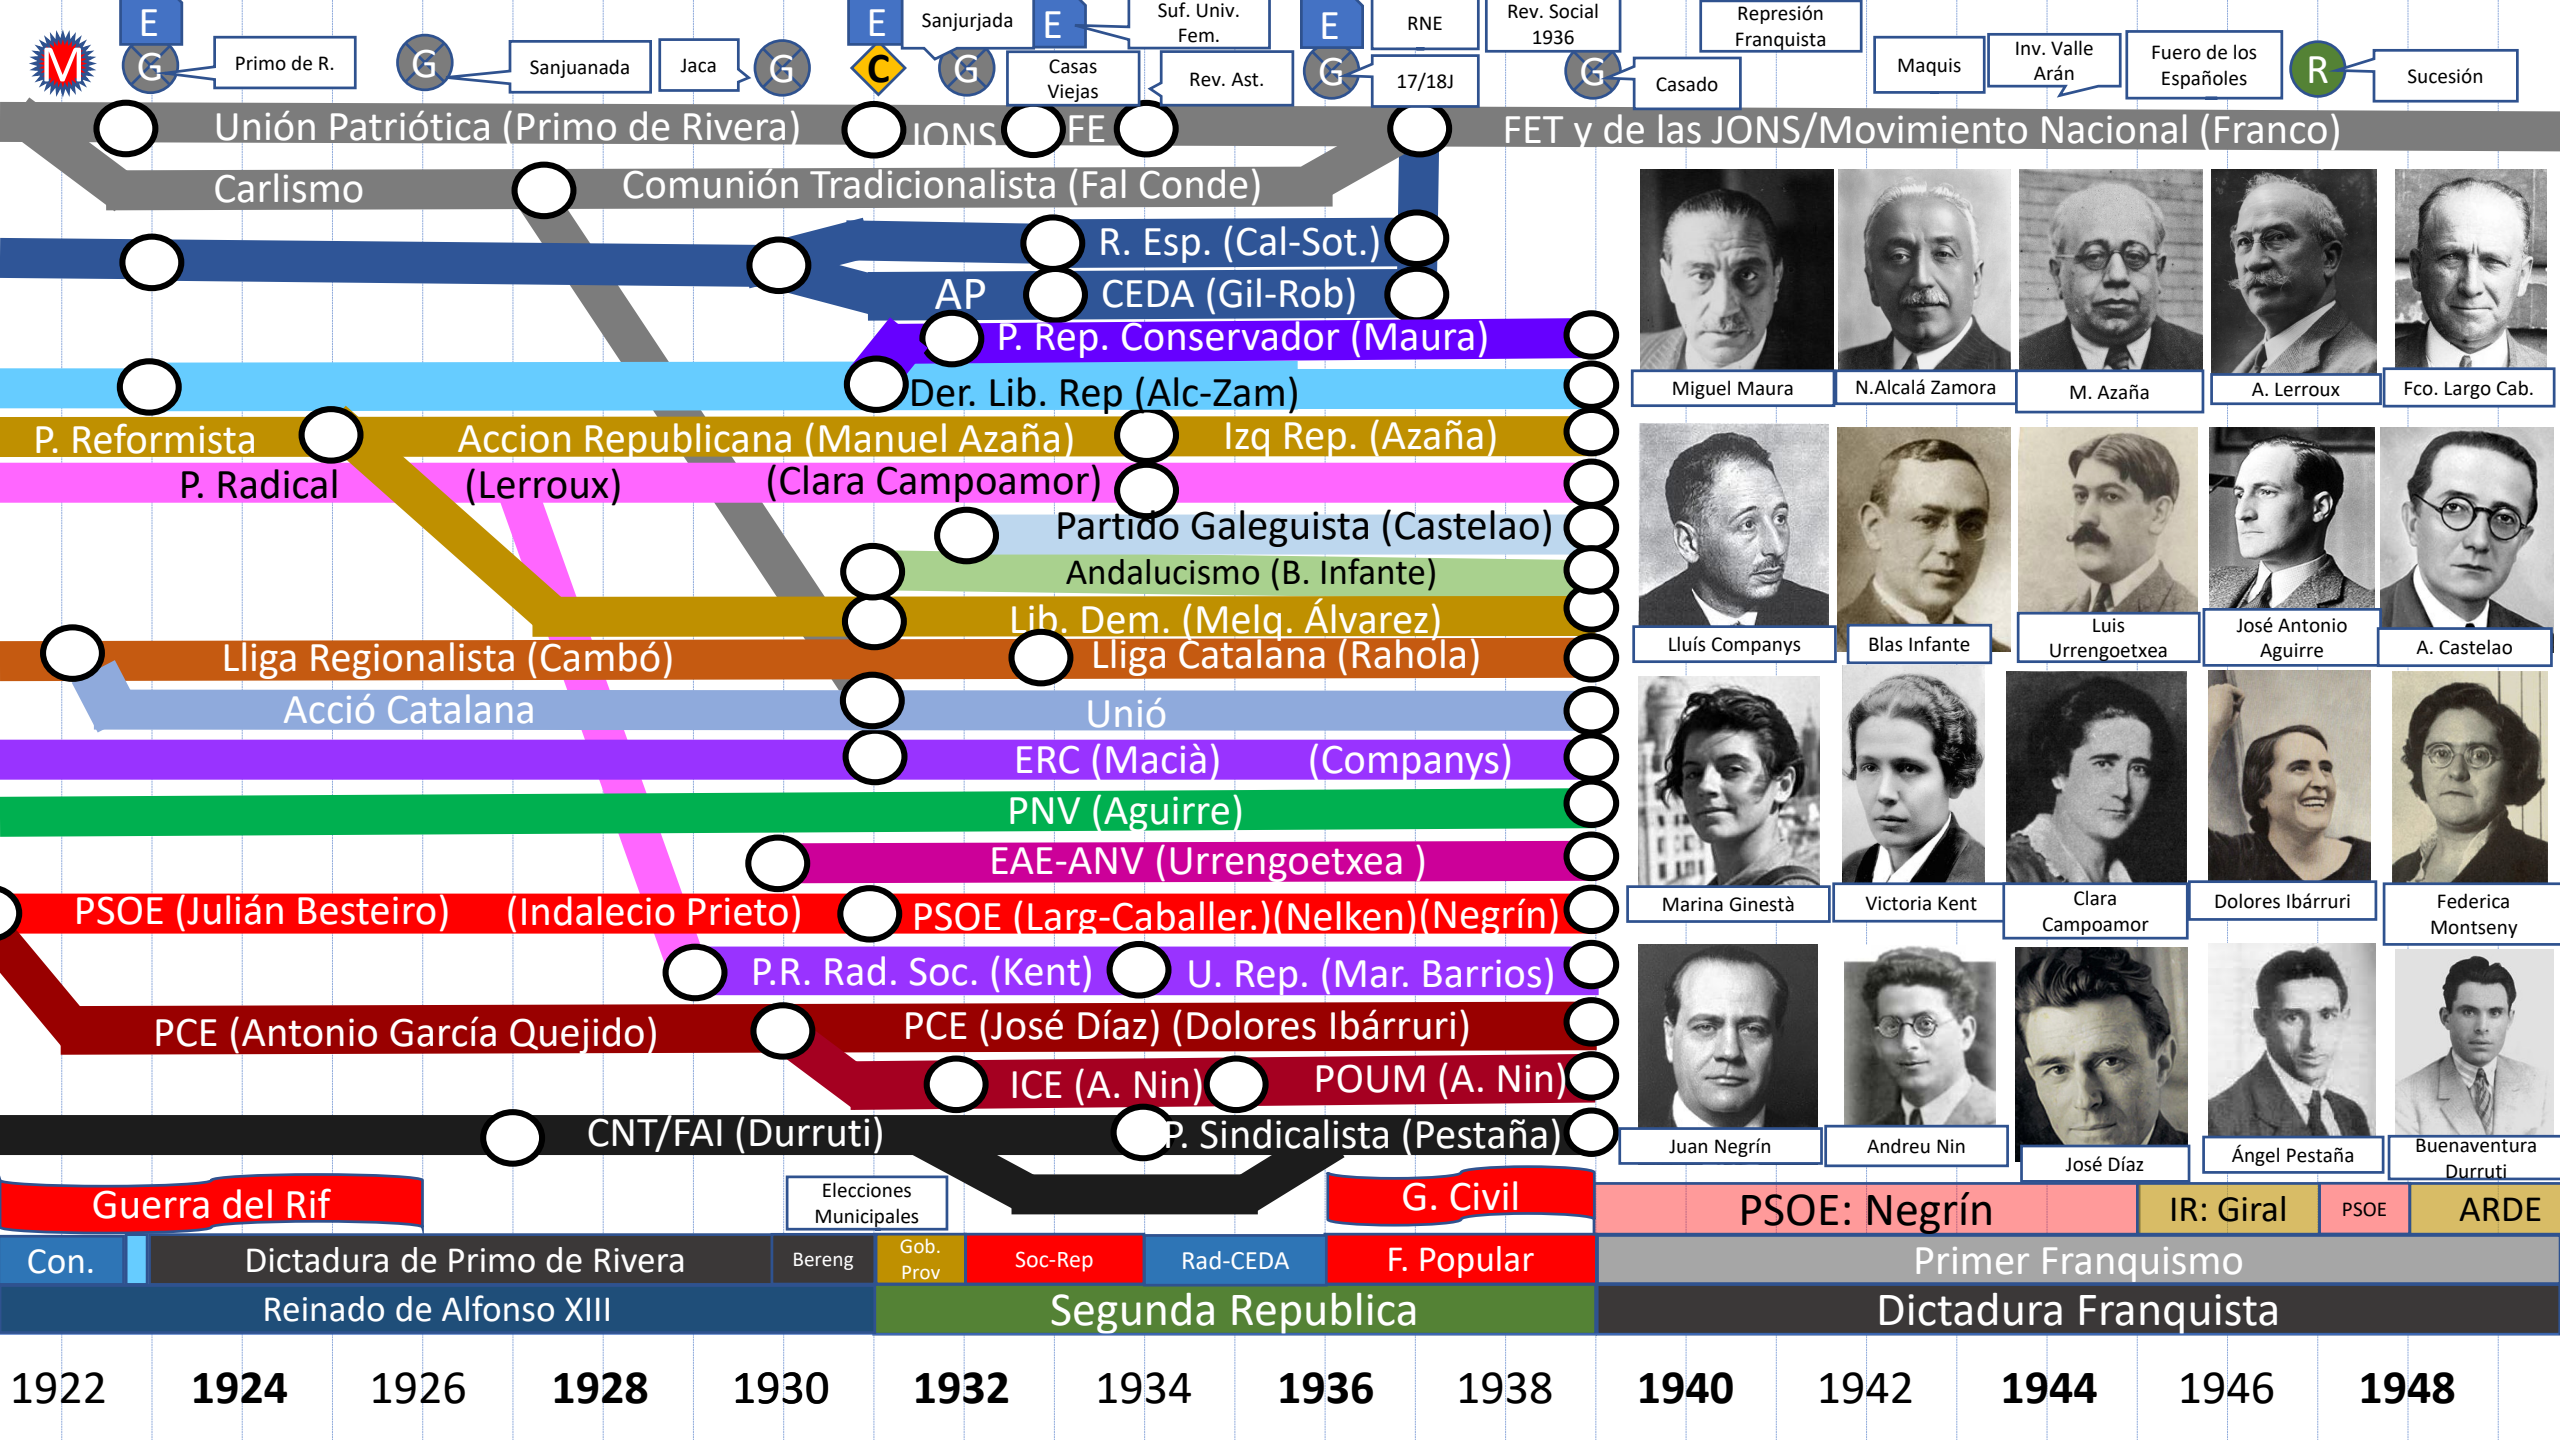 E
E
Sanjurjada
E
Suf. Univ.
Fem.
E
RNE
Rev. Social
1936
Represión
Franquista
M
G
Primo de R.
G
Sanjuanada
Jaca
G
C
G
Casas
Viejas
Rev. Ast.
G
17/18J
G
Casado
Maquis
Inv. Valle
Arán
Fuero de los
Españoles
R
Sucesión
Unión Patriótica (Primo de Rivera)
JONS
FE
FET y de las JONS/Movimiento Nacional (Franco)
Carlismo
Comunión Tradicionalista (Fal Conde)
R. Esp. (Cal-Sot.)
AP
CEDA (Gil-Rob)
P. Rep. Conservador (Maura)
Der. Lib. Rep (Alc-Zam)
P. Reformista
Accion Republicana (Manuel Azaña)
Izq Rep. (Azaña)
P. Radical
(Lerroux)
(Clara Campoamor)
Partido Galeguista (Castelao)
Andalucismo (B. Infante)
Lib. Dem. (Melq. Álvarez)
Lliga Regionalista (Cambó)
Lliga Catalana (Rahola)
Acció Catalana
Unió
ERC (Macià)
(Companys)
PNV (Aguirre)
EAE-ANV (Urrengoetxea )
PSOE (Julián Besteiro)
(Indalecio Prieto)
PSOE (Larg-Caballer.)(Nelken)(Negrín)
P.R. Rad. Soc. (Kent)
U. Rep. (Mar. Barrios)
PCE (Antonio García Quejido)
PCE (José Díaz) (Dolores Ibárruri)
ICE (A. Nin)
POUM (A. Nin)
CNT/FAI (Durruti)
P. Sindicalista (Pestaña)
Miguel Maura
N.Alcalá Zamora
M. Azaña
A. Lerroux
Fco. Largo Cab.
Lluís Companys
Blas Infante
Luis
Urrengoetxea
José Antonio
Aguirre
A. Castelao
Marina Ginestà
Victoria Kent
Clara
Campoamor
Dolores Ibárruri
Federica
Montseny
Juan Negrín
Andreu Nin
José Díaz
Ángel Pestaña
Buenaventura
Durruti
Guerra del Rif
Elecciones
Municipales
G. Civil
PSOE: Negrín
IR: Giral
PSOE
ARDE
Con.
Dictadura de Primo de Rivera
Bereng
Gob.
Prov
Soc-Rep
Rad-CEDA
F. Popular
Primer Franquismo
Reinado de Alfonso XIII
Segunda Republica
Dictadura Franquista
1922
1924
1926
1928
1930
1932
1934
1936
1938
1940
1942
1944
1946
1948